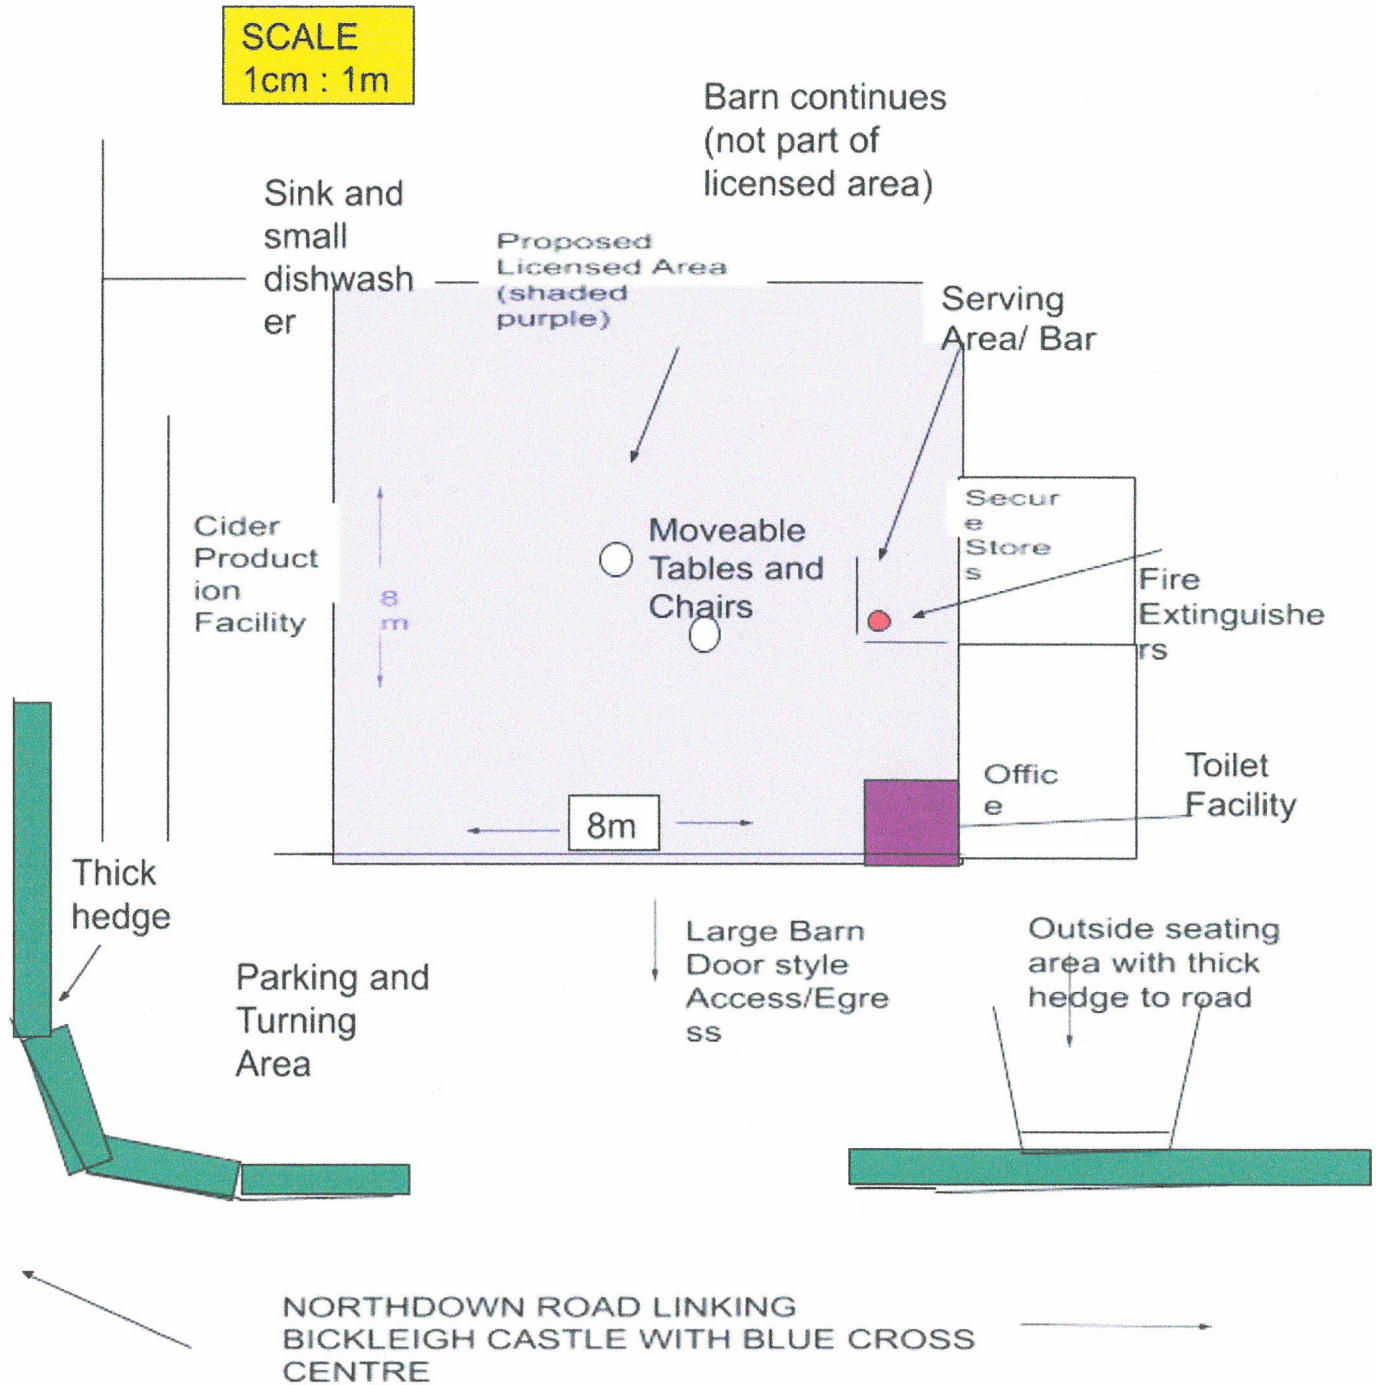 SCALE
1cm : 1m
Barn continues
(not part of
licensed area)
Sink and
small
dishwash
er
Proposed
Licensed Area
(shaded
purple)
Serving
Area/ Bar
Cider
Product
ion
Facility
8
m
Moveable
Tables and
Chairs
Secur
e
Store
s
Fire
Extinguishe
rs
Offic
e
Toilet
Facility
8m
Thick
hedge
Parking and
Turning
Area
Large Barn
Door style
Access/Egre
ss
Outside seating
area with thick
hedge to road
NORTHDOWN ROAD LINKING
BICKLEIGH CASTLE WITH BLUE CROSS
CENTRE